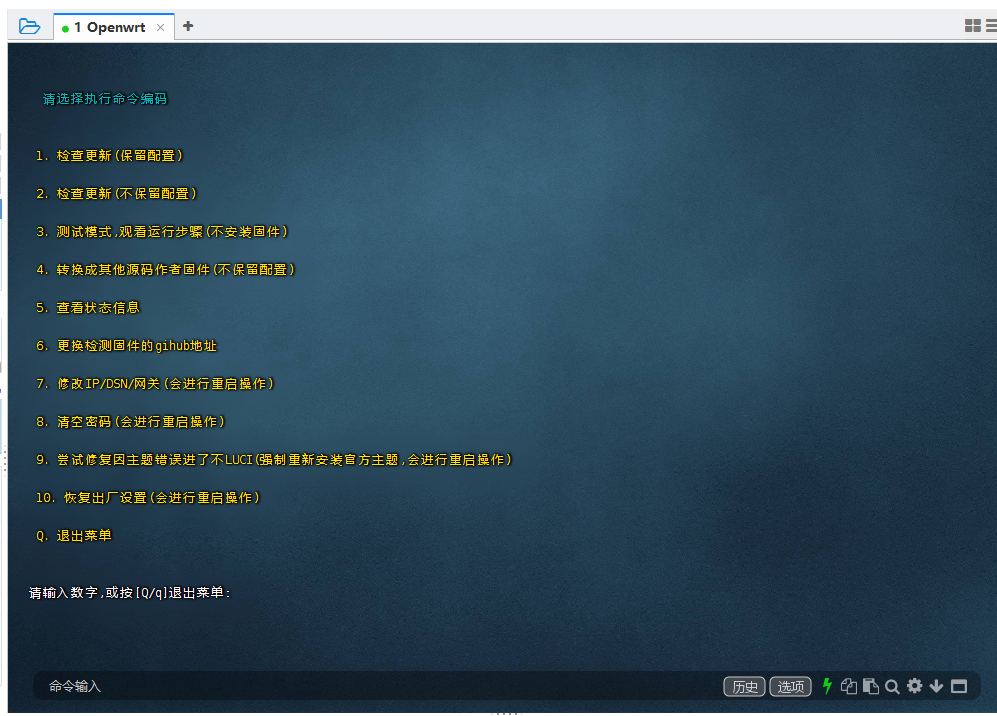 1 Openwrt
请选择执行命令编码
1. 检查更新(保留配置)
2. 检查更新(不保留配置)
3. 测试模式,观看运行步骤(不安装固件)
4. 转换成其他源码作者固件(不保留配置)
5. 查看状态信息
6. 更换检测固件的gihub地址
7. 修改IP/DSN/网关(会进行重启操作)
8. 清空密码(会进行重启操作)
9. 尝试修复因主题错误进了不LUCI(强制重新安装官方主题,会进行重启操作)
10. 恢复出厂设置(会进行重启操作)
Q. 退出菜单
请输入数字,或按[Q/q]退出菜单:
命令输入 历史 选项